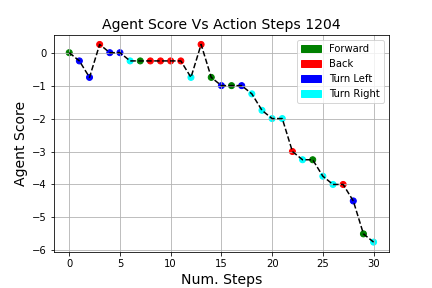 Agent Score Vs Action Steps 1204
Forward
Back
Turn Left
Turn Right
Agent Score
0
−1
−2
−3
−4
−5
−6
0 5 10 15 20 25 30
Num. Steps